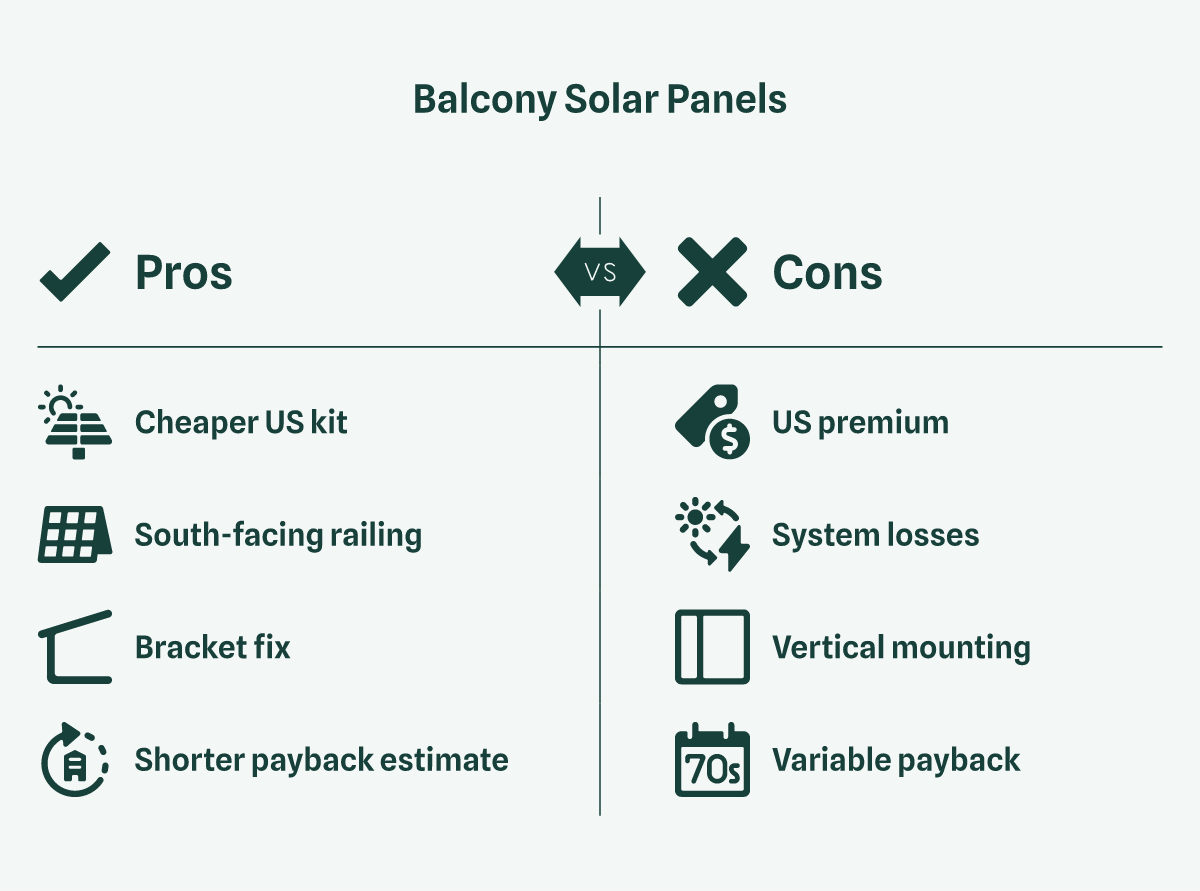 Balcony Solar Panels
Pros
VS
Cons
Cheaper US kit
US premium
$
South-facing railing
System losses
Bracket fix
Vertical mounting
Shorter payback estimate
70s
Variable payback